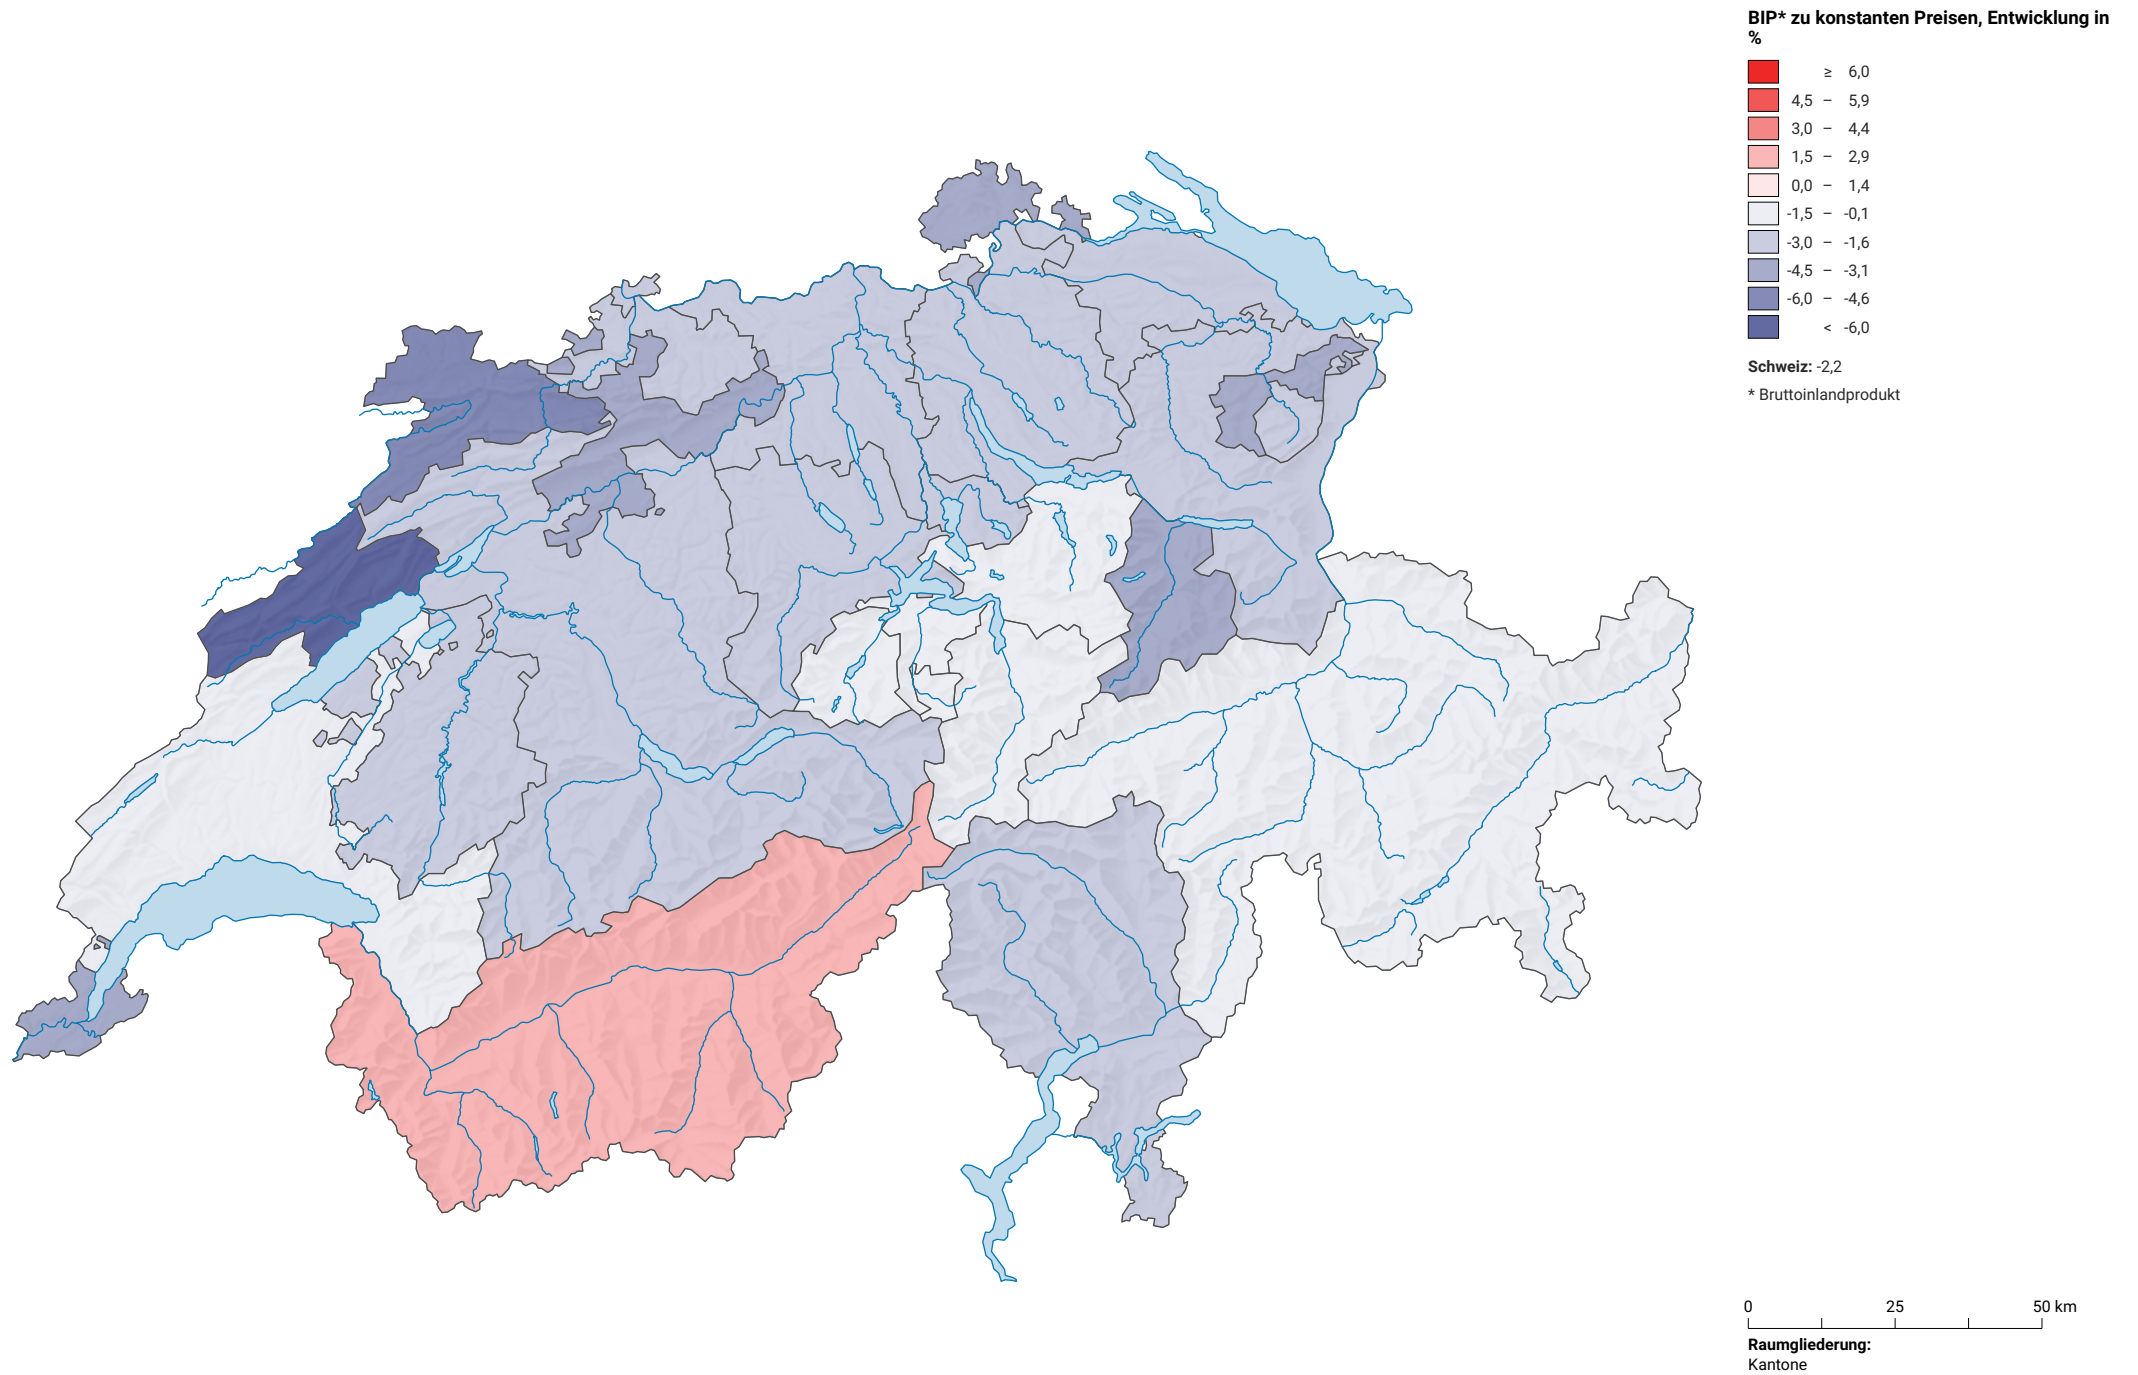 BIP* zu konstanten Preisen, Entwicklung in
%
≥ 6,0
4,5 – 5,9
3,0 – 4,4
1,5 – 2,9
0,0 – 1,4
-1,5 – -0,1
-3,0 – -1,6
-4,5 – -3,1
-6,0 – -4,6
< -6,0
Schweiz: -2,2
* Bruttoinlandprodukt
0 25 50 km
Raumgliederung:
Kantone